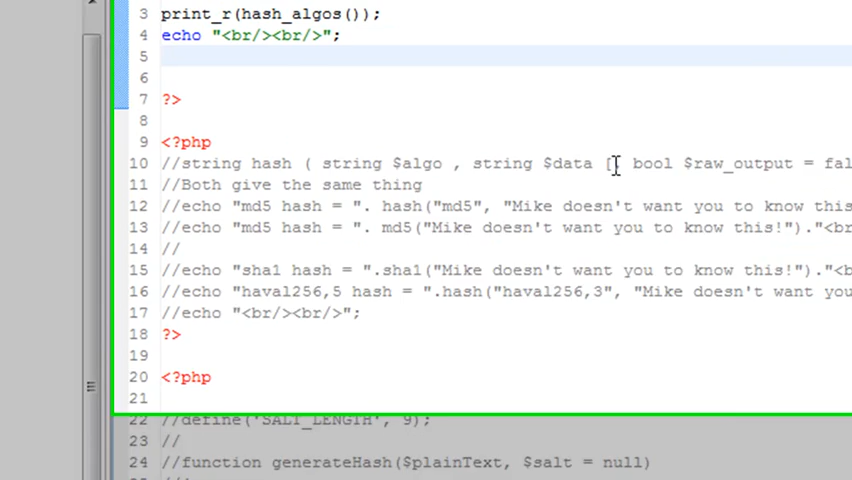 3 print_r(hash_algos());
4 echo "<br/><br/>";
5
6
7 ?>
8
9 <?php
10 //string hash ( string $algo , string $data [, bool $raw_output = fal
11 //Both give the same thing
12 //echo "md5 hash = ". hash("md5", "Mike doesn't want you to know this
13 //echo "md5 hash = ". md5("Mike doesn't want you to know this!")."<br
14 //
15 //echo "sha1 hash = ".sha1("Mike doesn't want you to know this!")."<b
16 //echo "haval256,5 hash = ".hash("haval256,3", "Mike doesn't want you
17 //echo "<br/><br/>";
18 ?>
19
20 <?php
21
22 //define('SALT_LENGTH', 9);
23 //
24 //function generateHash($plainText, $salt = null)